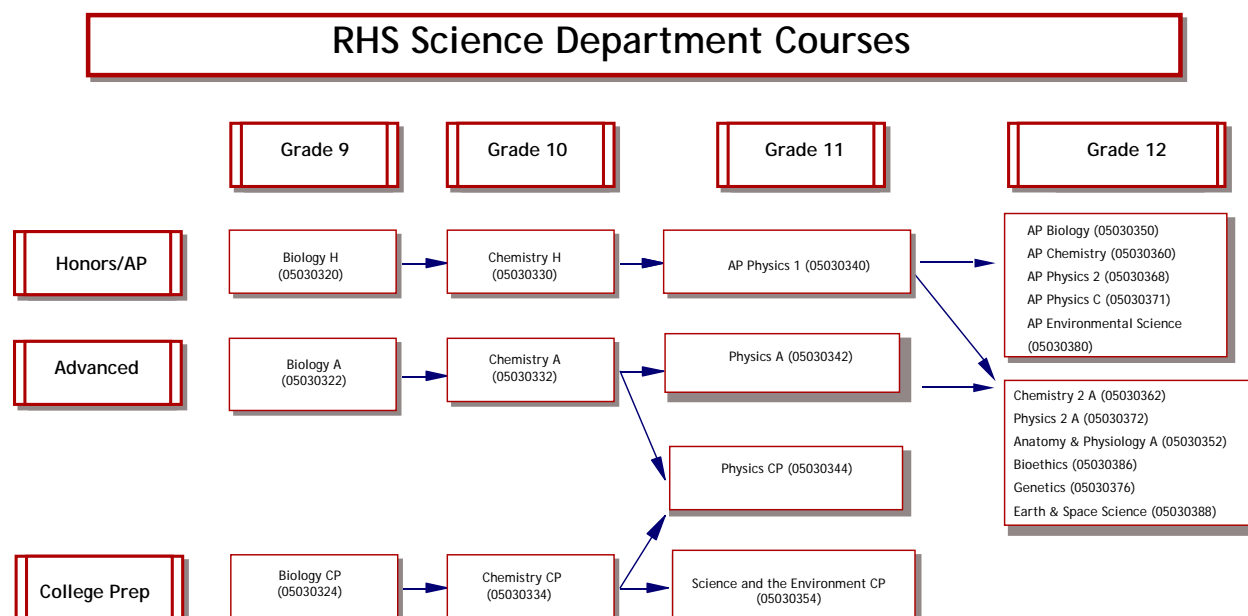 RHS Science Department Courses
Grade 9
Grade 10
Grade 11
Grade 12
Honors/AP
Biology H
(05030320)
Chemistry H
(05030330)
AP Physics 1 (05030340)
AP Biology (05030350)
AP Chemistry (05030360)
AP Physics 2 (05030368)
AP Physics C (05030371)
AP Environmental Science
(05030380)
Advanced
Biology A
(05030322)
Chemistry A
(05030332)
Physics A (05030342)
Chemistry 2 A (05030362)
Physics 2 A (05030372)
Anatomy & Physiology A (05030352)
Bioethics (05030386)
Genetics (05030376)
Earth & Space Science (05030388)
Physics CP (05030344)
College Prep
Biology CP
(05030324)
Chemistry CP
(05030334)
Science and the Environment CP
(05030354)